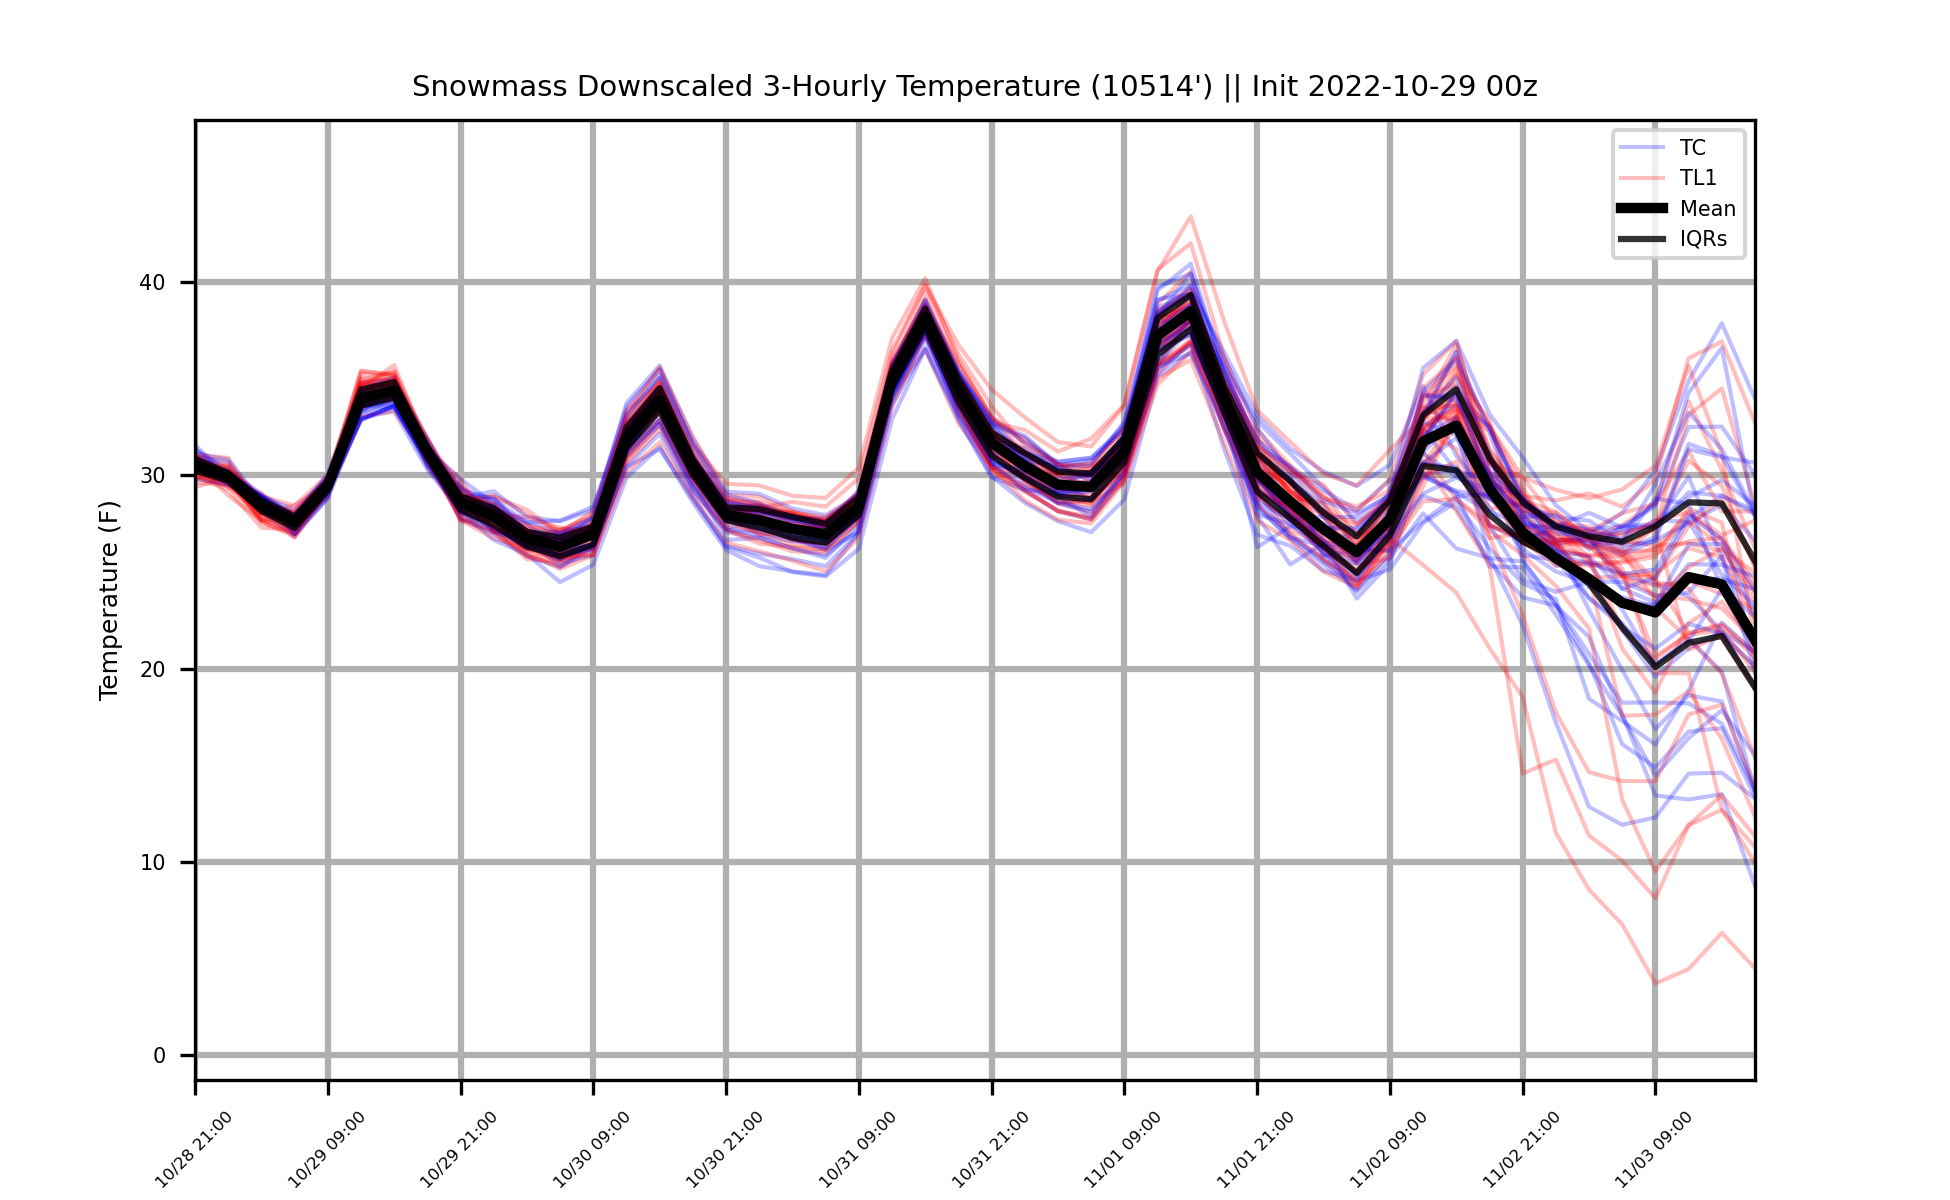 Snowmass Downscaled 3-Hourly Temperature (10514') || Init 2022-10-29 00z
TC
TL1
Mean
IQRs
Temperature (F)
40
30
20
10
0
10/28 21:00
10/29 09:00
10/29 21:00
10/30 09:00
10/30 21:00
10/31 09:00
10/31 21:00
11/01 09:00
11/01 21:00
11/02 09:00
11/02 21:00
11/03 09:00